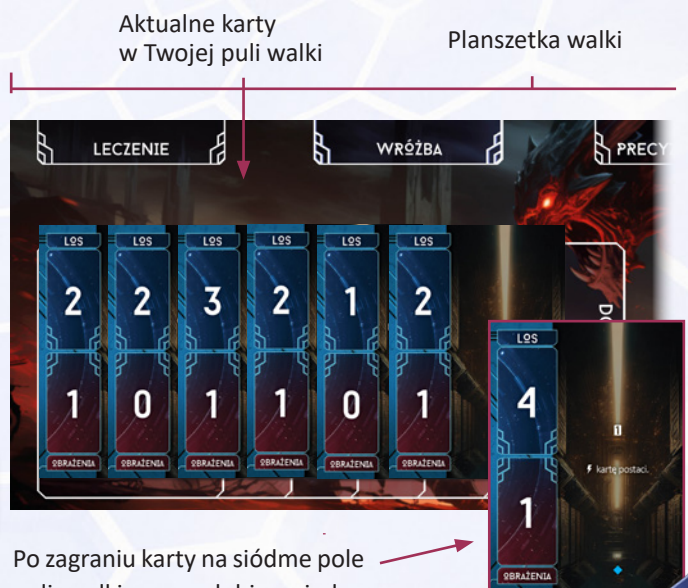 Aktualne karty
w Twojej puli walki
Planszetka walki
LECZENIE
WRÓŻBA
LOS
LOS
LOS
LOS
LOS
LOS
2
2
3
2
1
2
1
0
1
1
0
1
OBRAŻENIA
OBRAŻENIA
OBRAŻENIA
OBRAŻENIA
OBRAŻENIA
OBRAŻENIA
LOS
4
1
1
kartę postaci.
OBRAŻENIA
Po zagraniu karty na siódme pole